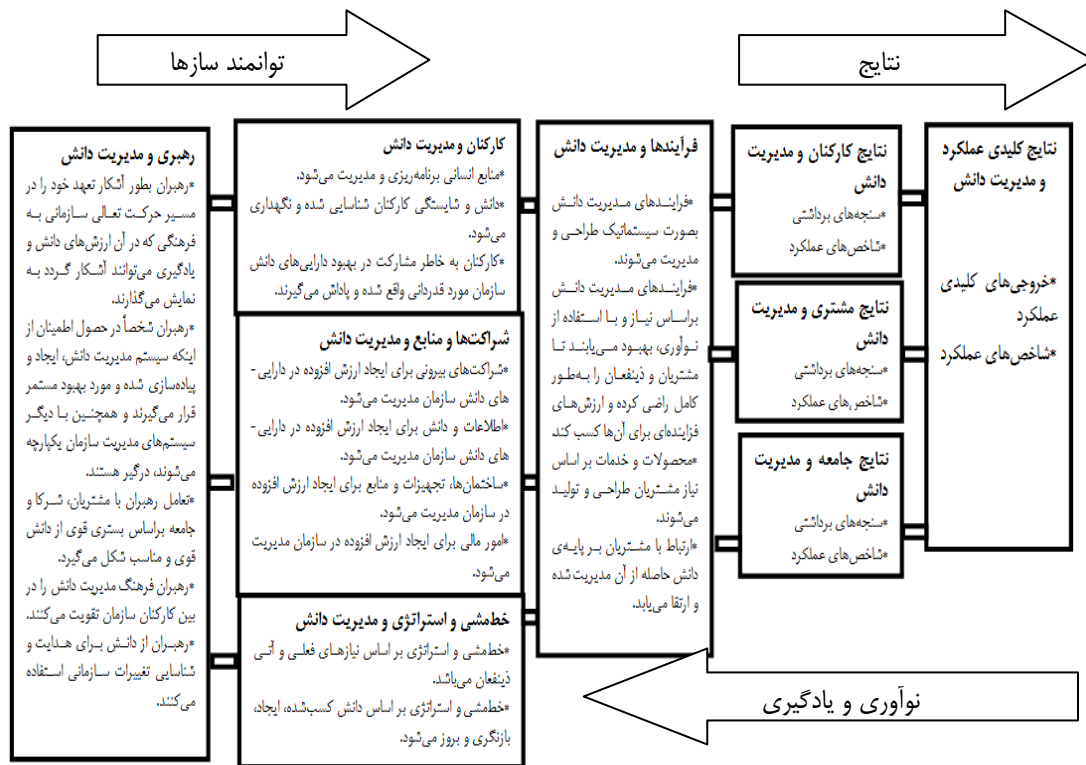 توانمند سازها
نتایج
رهبری و مدیریت دانش
*رهبران بطور آشکار تعهد خود را در
مسیر حرکت تعالی سازمانی به
فرهنگی که در آن ارزش‌های دانش و
یادگیری می‌توانند آشکار گردد به
نمایش می‌گذارند.
*رهبران شخصاً در حصول اطمینان از
اینکه سیستم مدیریت دانش، ایجاد و
پیاده‌سازی شده و مورد بهبود مستمر
قرار می‌گیرند و همچنین با دیگر
سیستم‌های مدیریت سازمان یکپارچه
می‌شوند، درگیر هستند.
*تعامل رهبران با مشتریان، شرکا و
جامعه براساس بستری قوی از دانش
قوی و مناسب شکل می‌گیرد.
*رهبران فرهنگ مدیریت دانش را در
بین کارکنان سازمان تقویت می‌کنند.
*رهبران از دانش برای هدایت و
شناسایی تغییرات سازمانی استفاده
می‌کنند.
کارکنان و مدیریت دانش
*منابع انسانی برنامه‌ریزی و مدیریت می‌شود.
*دانش و شایستگی کارکنان شناسایی شده و نگهداری
می‌شود.
*کارکنان به خاطر مشارکت در بهبود دارایی‌های دانش
سازمان مورد قدردانی واقع شده و پاداش می‌گیرند.
شراکت‌ها و منابع و مدیریت دانش
*شراکت‌های بیرونی برای ایجاد ارزش افزوده در دارایی-
های دانش سازمان مدیریت می‌شود.
*اطلاعات و دانش برای ایجاد ارزش افزوده در دارایی-
های دانش سازمان مدیریت می‌شود.
*ساختمان‌ها، تجهیزات و منابع برای ایجاد ارزش افزوده
در سازمان مدیریت می‌شود.
*امور مالی برای ایجاد ارزش افزوده در سازمان مدیریت
می‌شود.
خط‌مشی و استراتژی و مدیریت دانش
*خط‌مشی و استراتژی بر اساس نیازهای فعلی و آتی
ذینفعان می‌باشد.
*خط‌مشی و استراتژی بر اساس دانش کسب‌شده، ایجاد،
بازنگری و بروز می‌شود.
فرآیندها و مدیریت دانش
*فرایندهای مدیریت دانش
بصورت سیستماتیک طراحی و
مدیریت می‌شوند.
*فرایندهای مدیریت دانش
براساس نیاز و با استفاده از
نوآوری، بهبود می‌یابند تا
مشتریان و ذینفعان را به‌طور
کامل راضی کرده و ارزش‌های
فزاینده‌ای برای آن‌ها کسب کند.
*محصولات و خدمات بر اساس
نیاز مشتریان طراحی و تولید
می‌شوند.
*ارتباط با مشتریان بر پایه‌ی
دانش حاصله از آن مدیریت شده
و ارتقا می‌یابد.
نتایج کارکنان و مدیریت
دانش
*سنجه‌های برداشتی
*شاخص‌های عملکرد
نتایج مشتری و مدیریت
دانش
*سنجه‌های برداشتی
*شاخص‌های عملکرد
نتایج جامعه و مدیریت
دانش
*سنجه‌های برداشتی
*شاخص‌های عملکرد
نتایج کلیدی عملکرد
و مدیریت دانش
*خروجی‌های کلیدی
عملکرد
*شاخص‌های عملکرد
نوآوری و یادگیری